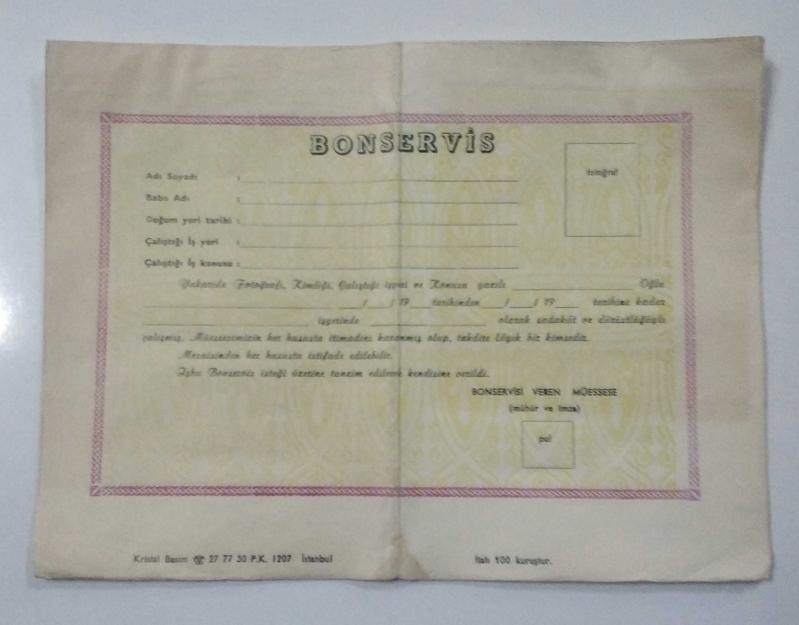 BONSERVİS
fotoğraf
Adı Soyadı :
Baba Adı :
Doğum yeri tarihi :
Çalıştığı İş yeri :
Çalıştığı İş konusu :
Yukarıda Fotoğrafı, Kimliği, Çalıştığı işyeri ve Konusu yazılı Oğlu
/ / 19 tarihinden / / 19 tarihine kadar
işyerinde olarak sadakât ve dürüstlüğüyle
çalışmış, Müessesemizin her hususta itimadını kazanmış olup, takdire lâyık bir kimsedir.
Mesaisinden her hususta istifade edilebilir.
İşbu Bonservis isteği üzerine tanzim edilerek kendisine verildi.
BONSERVİSİ VEREN MÜESSESE
(mühür ve imza)
pul
Kristal Basım ☎ 27 77 30 P.K. 1207 İstanbul
fiatı 100 kuruştur.